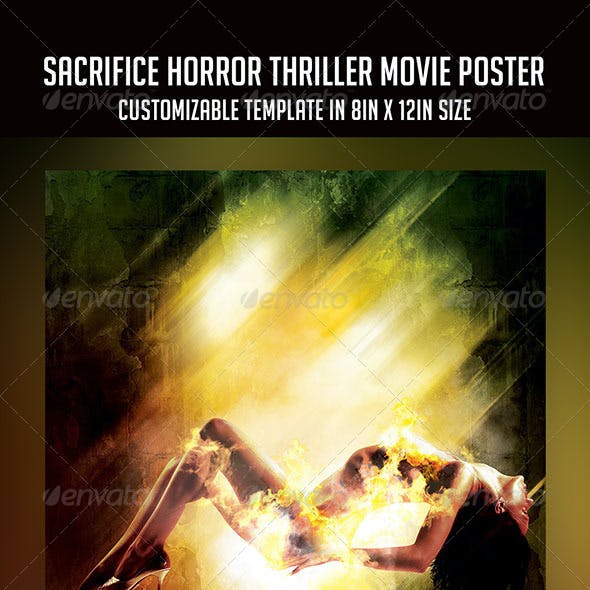 SACRIFICE HORROR THRILLER MOVIE POSTER
CUSTOMIZABLE TEMPLATE IN 8IN X 12IN SIZE
envato envato envato
envato envato envato
envato envato envato